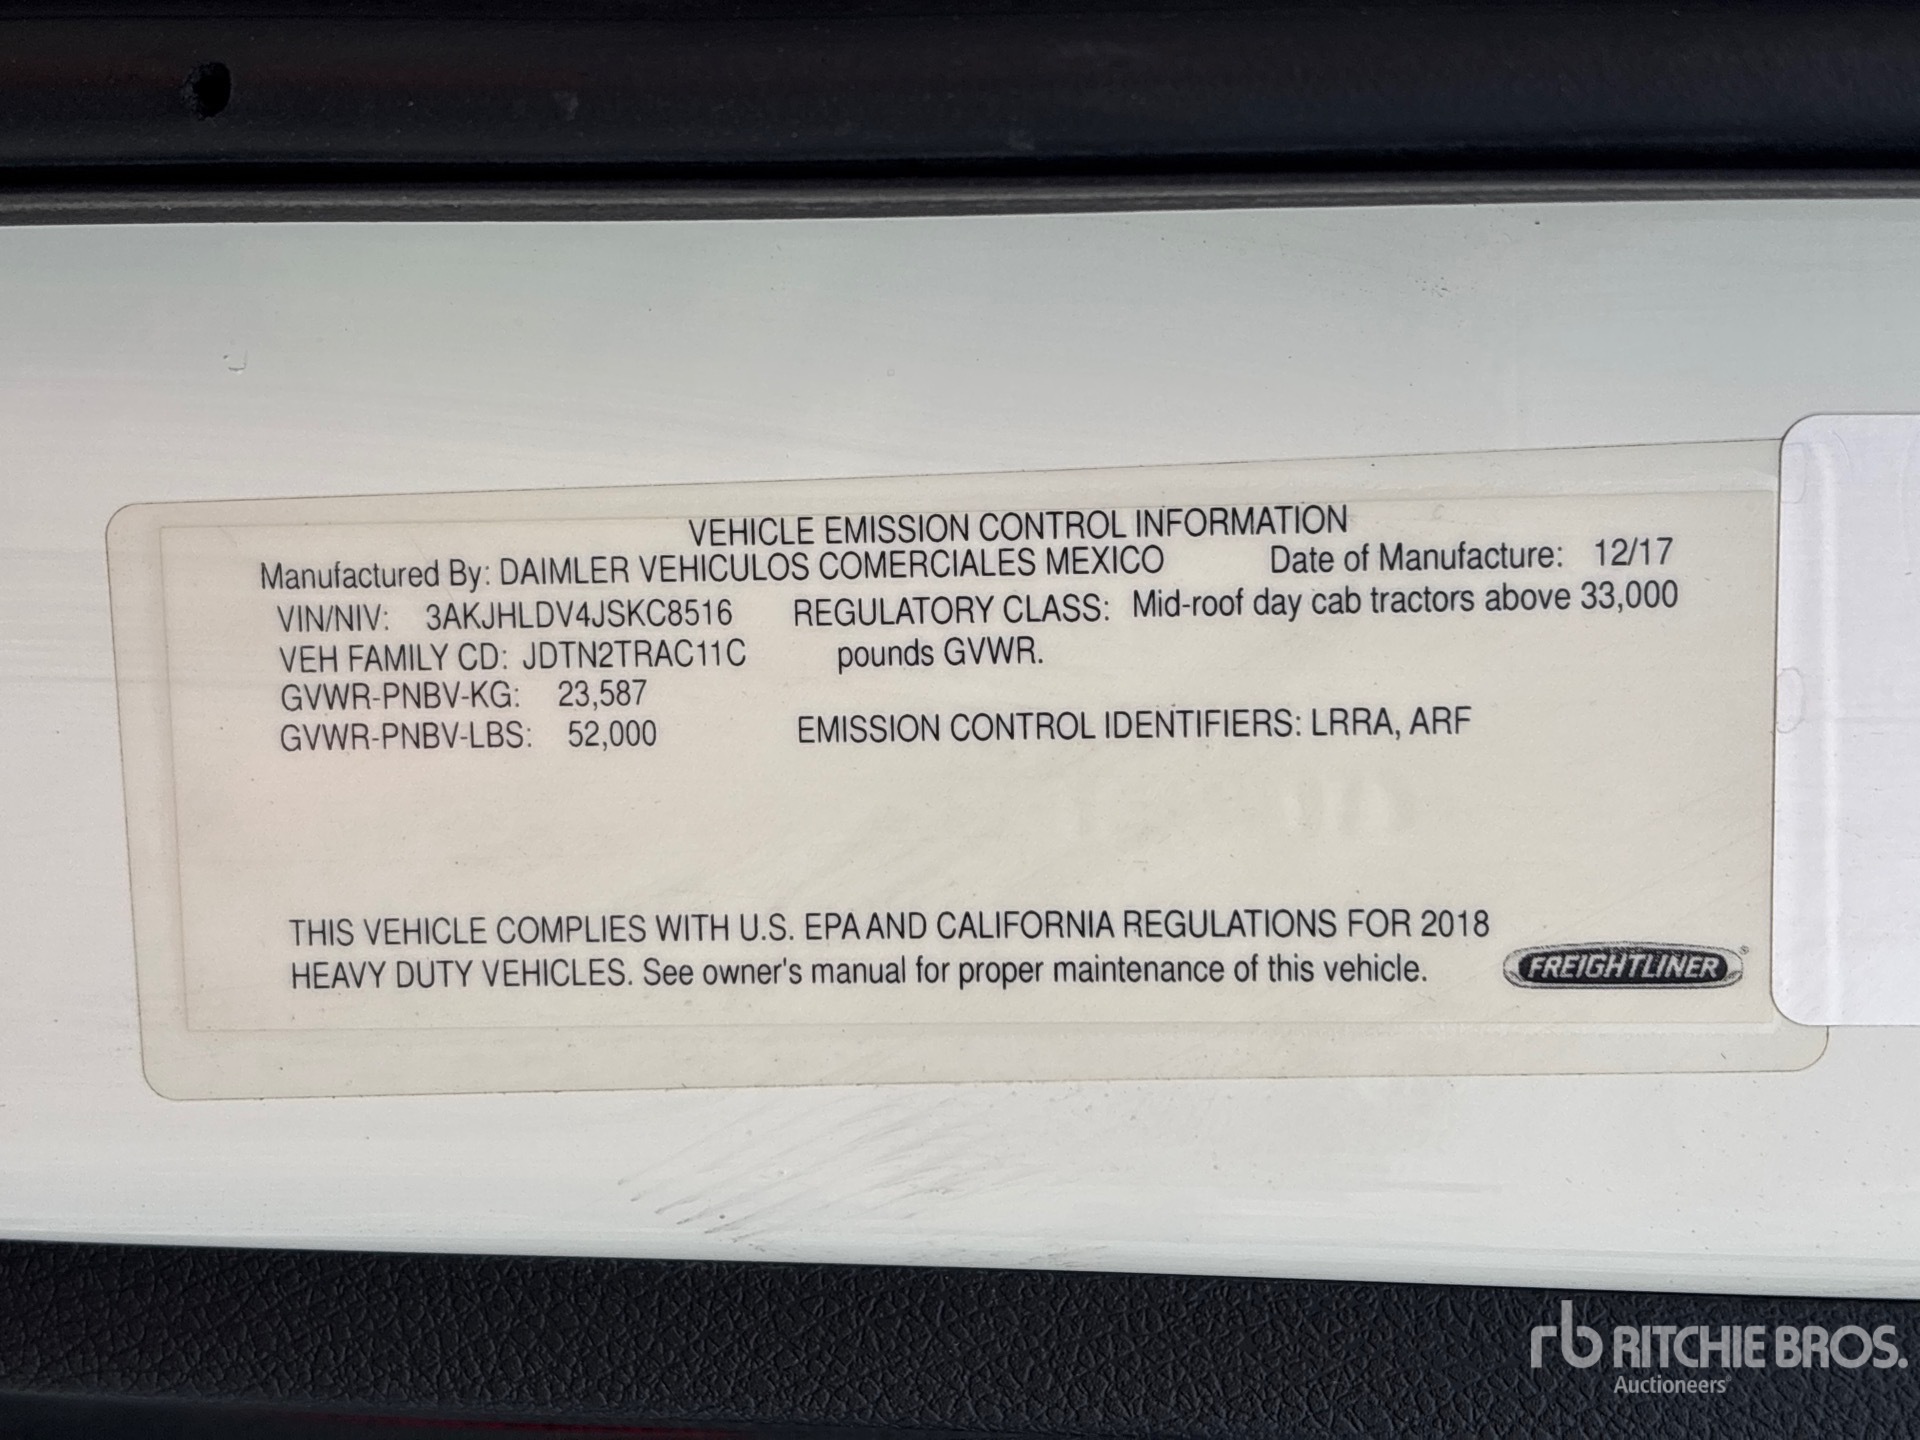 VEHICLE EMISSION CONTROL INFORMATION
Manufactured By: DAIMLER VEHICULOS COMERCIALES MEXICO Date of Manufacture: 12/17
VIN/NIV: 3AKJHLDV4JSKC8516 REGULATORY CLASS: Mid-roof day cab tractors above 33,000
VEH FAMILY CD: JDTN2TRAC11C pounds GVWR.
GVWR-PNBV-KG: 23,587
GVWR-PNBV-LBS: 52,000 EMISSION CONTROL IDENTIFIERS: LRRA, ARF
THIS VEHICLE COMPLIES WITH U.S. EPA AND CALIFORNIA REGULATIONS FOR 2018
HEAVY DUTY VEHICLES. See owner's manual for proper maintenance of this vehicle.
FREIGHTLINER®
rb RITCHIE BROS.
Auctioneers